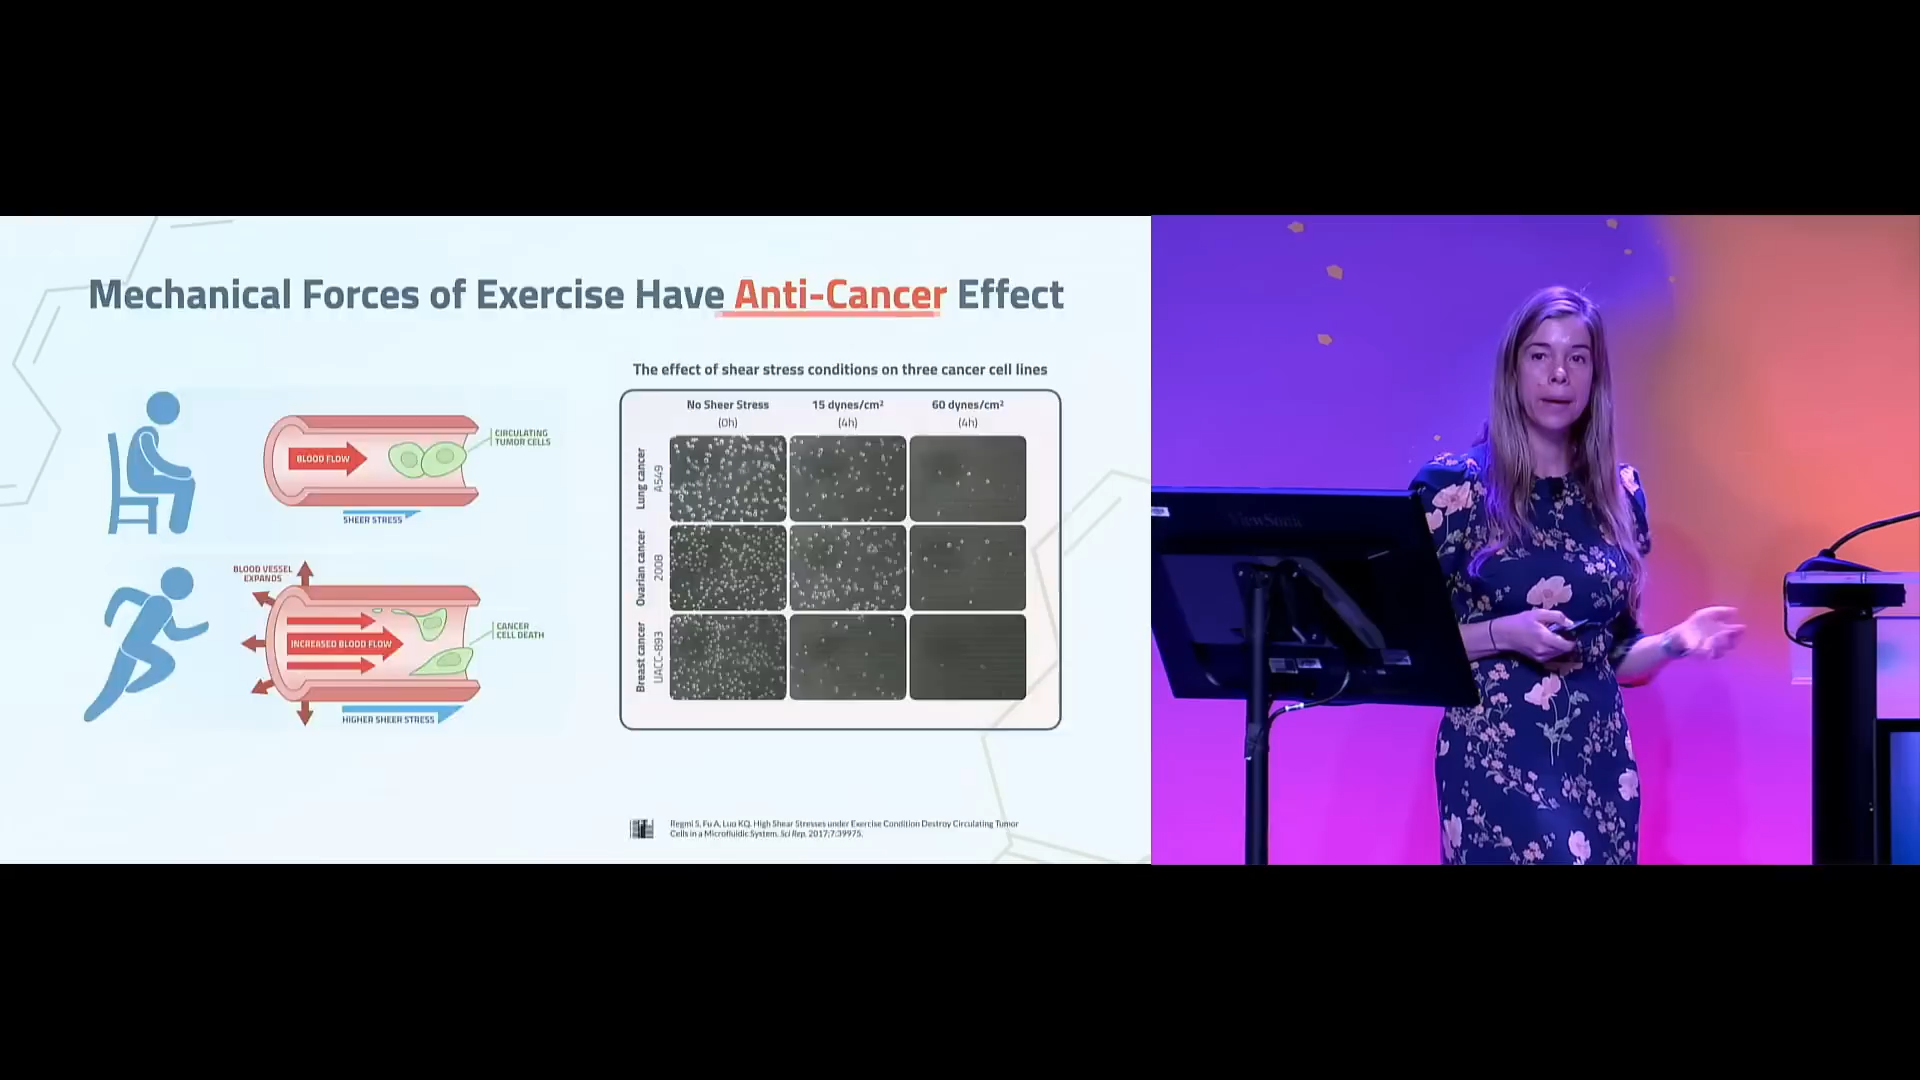 Mechanical Forces of Exercise Have Anti-Cancer Effect
BLOOD FLOW
CIRCULATING
TUMOR CELLS
SHEER STRESS
BLOOD VESSEL
EXPANDS
INCREASED BLOOD FLOW
CANCER
CELL DEATH
HIGHER SHEER STRESS
The effect of shear stress conditions on three cancer cell lines
No Sheer Stress
(0h)
15 dynes/cm²
(4h)
60 dynes/cm²
(4h)
Lung cancer
A549
Ovarian cancer
2008
Breast cancer
UACC-893
Regmi S, Fu A, Luo KQ. High Shear Stresses under Exercise Condition Destroy Circulating Tumor
Cells in a Microfluidic System. Sci Rep. 2017;7:39975.
ViewSonic